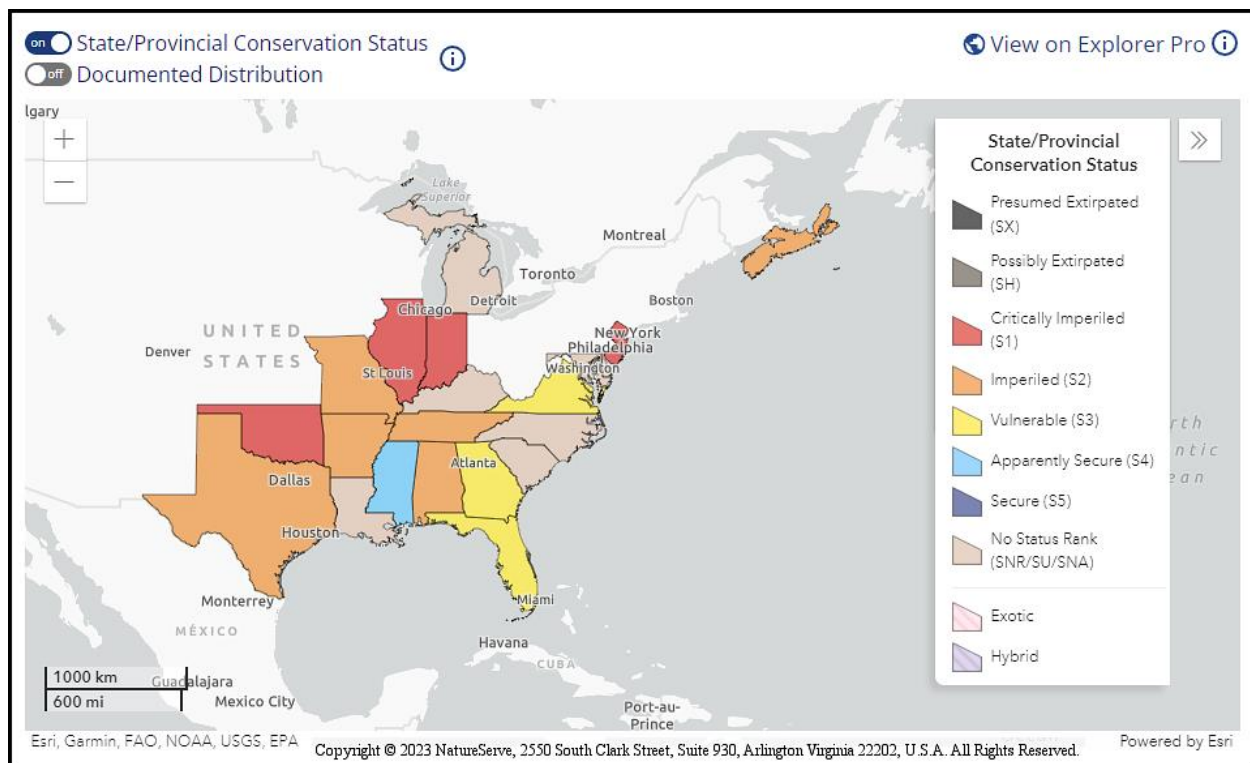 on State/Provincial Conservation Status
off Documented Distribution
View on Explorer Pro
lgary
+
−
Lake
Superior
Montreal
Toronto
Boston
Detroit
Chicago
New York
Philadelphia
Washington
UNITED
STATES
Denver
St Louis
Atlanta
Dallas
Houston
Miami
Monterrey
MÉXICO
Havana
CUBA
Guadalajara
Mexico City
Port-au-
Prince
rth
ntic
ean
1000 km
600 mi
State/Provincial
Conservation Status
Presumed Extirpated
(SX)
Possibly Extirpated
(SH)
Critically Imperiled
(S1)
Imperiled (S2)
Vulnerable (S3)
Apparently Secure (S4)
Secure (S5)
No Status Rank
(SNR/SU/SNA)
Exotic
Hybrid
Esri, Garmin, FAO, NOAA, USGS, EPA
Copyright © 2023 NatureServe, 2550 South Clark Street, Suite 930, Arlington Virginia 22202, U.S.A. All Rights Reserved.
Powered by Esri